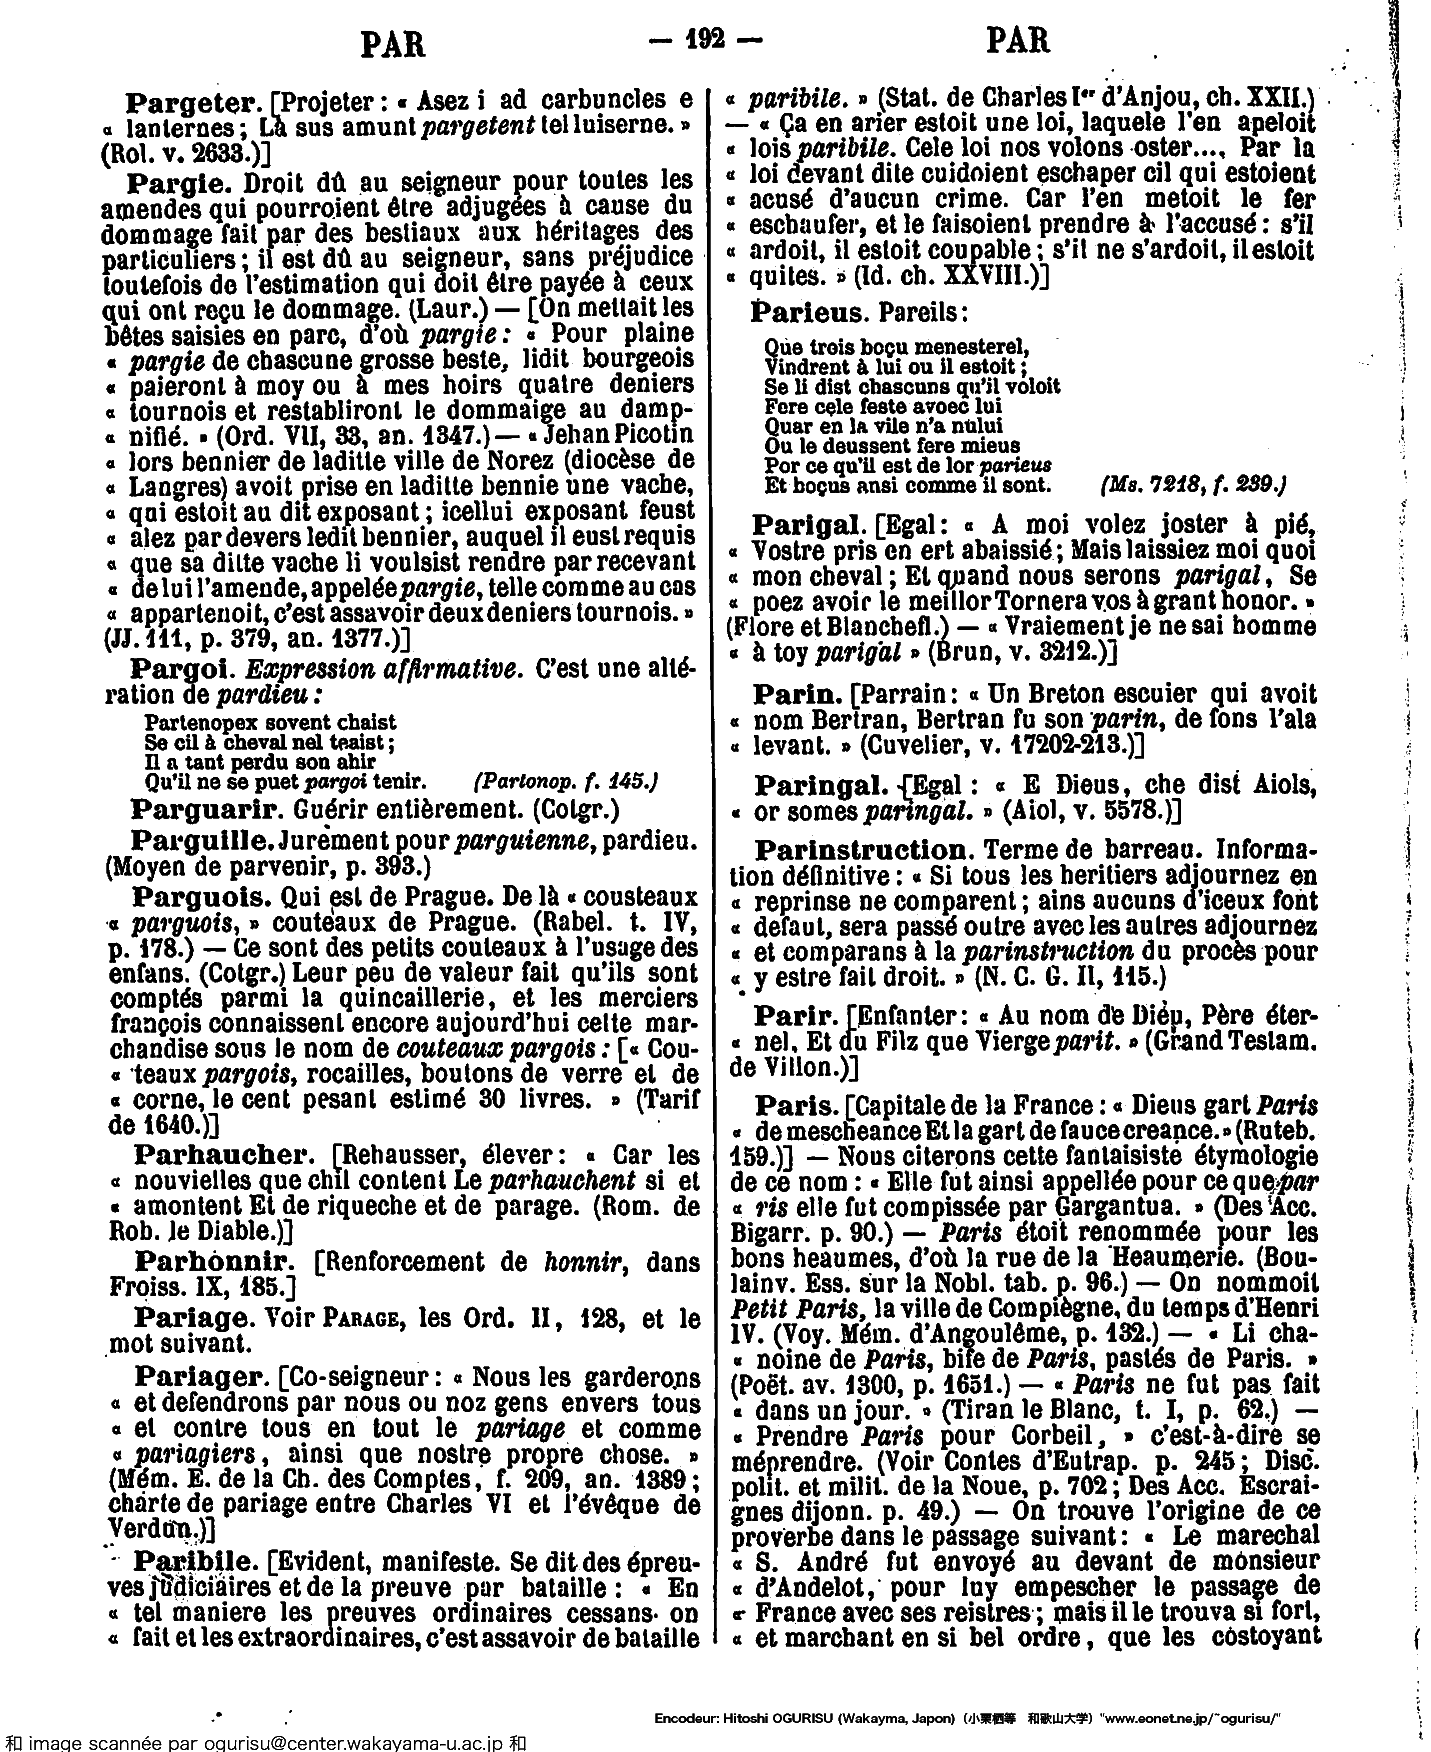 PAR
— 192 —
PAR
Pargeter. [Projeter : « Asez i ad carbuncles e
« lanternes ; Là sus amunt pargetent tel luiserne. »
(Rol. v. 2633.)]
Pargie. Droit dû au seigneur pour toutes les
amendes qui pourroient être adjugées à cause du
dommage fait par des bestiaux aux héritages des
particuliers ; il est dû au seigneur, sans préjudice
toutefois de l'estimation qui doit être payée à ceux
qui ont reçu le dommage. (Laur.) — [On mettait les
bêtes saisies en parc, d'où pargie : « Pour plaine
« pargie de chascune grosse beste, lidit bourgeois
« paieront à moy ou à mes hoirs quatre deniers
« tournois et restabliront le dommaige au damp-
« nifié. » (Ord. VII, 33, an. 1347.) — « Jehan Picotin
« lors bennier de laditte ville de Norez (diocèse de
« Langres) avoit prise en laditte bennie une vache,
« qui estoit au dit exposant ; icellui exposant feust
« alez par devers ledit bennier, auquel il eust requis
« que sa ditte vache li voulsist rendre par recevant
« de lui l'amende, appelée pargie, telle comme au cas
« appartenoit, c'est assavoir deux deniers tournois. »
(JJ. 111, p. 379, an. 1377.)]
Pargoi. Expression affirmative. C'est une alté-
ration de pardieu :
Partenopex sovent chaist
Se cil à cheval nel teaist ;
Il a tant perdu son ahir
Qu'il ne se puet pargoi tenir. (Partonop. f. 145.)
Parguarir. Guérir entièrement. (Cotgr.)
Parguille. Jurement pour parguienne, pardieu.
(Moyen de parvenir, p. 393.)
Parguois. Qui est de Prague. De là « cousteaux
« parguois, » couteaux de Prague. (Rabel. t. IV,
p. 178.) — Ce sont des petits couteaux à l'usage des
enfans. (Cotgr.) Leur peu de valeur fait qu'ils sont
comptés parmi la quincaillerie, et les merciers
françois connaissent encore aujourd'hui cette mar-
chandise sous le nom de couteaux pargois : [« Cou-
« teaux pargois, rocailles, boutons de verre et de
« corne, le cent pesant estimé 30 livres. » (Tarif
de 1640.)]
Parhaucher. [Rehausser, élever : « Car les
« nouvielles que chil content Le parhauchent si et
« amontent Et de riqueche et de parage. (Rom. de
Rob. le Diable.)]
Parhonnir. [Renforcement de honnir, dans
Froiss. IX, 185.]
Pariage. Voir PARAGE, les Ord. II, 128, et le
mot suivant.
Pariager. [Co-seigneur : « Nous les garderons
« et defendrons par nous ou noz gens envers tous
« et contre tous en tout le pariage et comme
« pariagiers, ainsi que nostre propre chose. »
(Mém. E. de la Ch. des Comptes, f. 209, an. 1389 ;
charte de pariage entre Charles VI et l'évêque de
Verdun.)]
Paribile. [Evident, manifeste. Se dit des épreu-
ves judiciaires et de la preuve par bataille : « En
« tel maniere les preuves ordinaires cessans on
« fait et les extraordinaires, c'est assavoir de bataille
« paribile. » (Stat. de Charles Ier d'Anjou, ch. XXII.)
— « Ça en arier estoit une loi, laquele l'en apeloit
« lois paribile. Cele loi nos volons oster..., Par la
« loi devant dite cuidoient eschaper cil qui estoient
« acusé d'aucun crime. Car l'en metoit le fer
« eschaufer, et le faisoient prendre à l'accusé : s'il
« ardoit, il estoit coupable ; s'il ne s'ardoit, il estoit
« quites. » (Id. ch. XXVIII.)]
Parieus. Pareils :
Que trois boçu menesterel,
Vindrent à lui ou il estoit ;
Se li dist chascuns qu'il voloit
Fere cele feste avoec lui
Quar en la vile n'a nului
Ou le deussent fere mieus
Por ce qu'il est de lor parieus
Et boçus ansi comme il sont. (Ms. 7218, f. 239.)
Parigal. [Egal : « A moi volez joster à pié,
« Vostre pris en ert abaissié ; Mais laissiez moi quoi
« mon cheval ; Et quand nous serons parigal, Se
« poez avoir le meillor Tornera vos à grant honor. »
(Flore et Blanchefl.) — « Vraiement je ne sai homme
« à toy parigal » (Brun, v. 3212.)]
Parin. [Parrain : « Un Breton escuier qui avoit
« nom Bertran, Bertran fu son parin, de fons l'ala
« levant. » (Cuvelier, v. 17202-213.)]
Paringal. [Egal : « E Dieus, che dist Aiols,
« or somes paringal. » (Aiol, v. 5578.)]
Parinstruction. Terme de barreau. Informa-
tion définitive : « Si tous les heritiers adjournez en
« reprinse ne comparent ; ains aucuns d'iceux font
« defaut, sera passé outre avec les autres adjournez
« et comparans à la parinstruction du procès pour
« y estre fait droit. » (N. C. G. II, 115.)
Parir. [Enfanter : « Au nom de Dieu, Père éter-
« nel, Et du Filz que Vierge parit. » (Grand Testam.
de Villon.)]
Paris. [Capitale de la France : « Dieus gart Paris
« de mescheance Et la gart de fauce creance. » (Ruteb.
159.)] — Nous citerons cette fantaisiste étymologie
de ce nom : « Elle fut ainsi appellée pour ce que par
« ris elle fut compissée par Gargantua. » (Des Acc.
Bigarr. p. 90.) — Paris étoit renommée pour les
bons heaumes, d'où la rue de la Heaumerie. (Bou-
lainv. Ess. sur la Nobl. tab. p. 96.) — On nommoit
Petit Paris, la ville de Compiègne, du temps d'Henri
IV. (Voy. Mém. d'Angoulême, p. 132.) — « Li cha-
« noine de Paris, bife de Paris, pastés de Paris. »
(Poët. av. 1300, p. 1651.) — « Paris ne fut pas fait
« dans un jour. » (Tiran le Blanc, t. I, p. 62.) —
« Prendre Paris pour Corbeil, » c'est-à-dire se
méprendre. (Voir Contes d'Eutrap. p. 245 ; Disc.
polit. et milit. de la Noue, p. 702 ; Des Acc. Escrai-
gnes dijonn. p. 49.) — On trouve l'origine de ce
proverbe dans le passage suivant : « Le marechal
« S. André fut envoyé au devant de monsieur
« d'Andelot, pour luy empescher le passage de
« France avec ses reistres ; mais il le trouva si fort,
« et marchant en si bel ordre, que les costoyant
Encodeur: Hitoshi OGURISU (Wakayma, Japon) (小栗栖等 和歌山大学) "www.eonet.ne.jp/~ogurisu/"
和 image scannée par ogurisu@center.wakayama-u.ac.jp 和